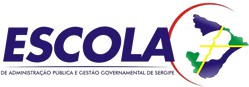 ESCOLA
DE ADMINISTRAÇÃO PÚBLICA E GESTÃO GOVERNAMENTAL DE SERGIPE